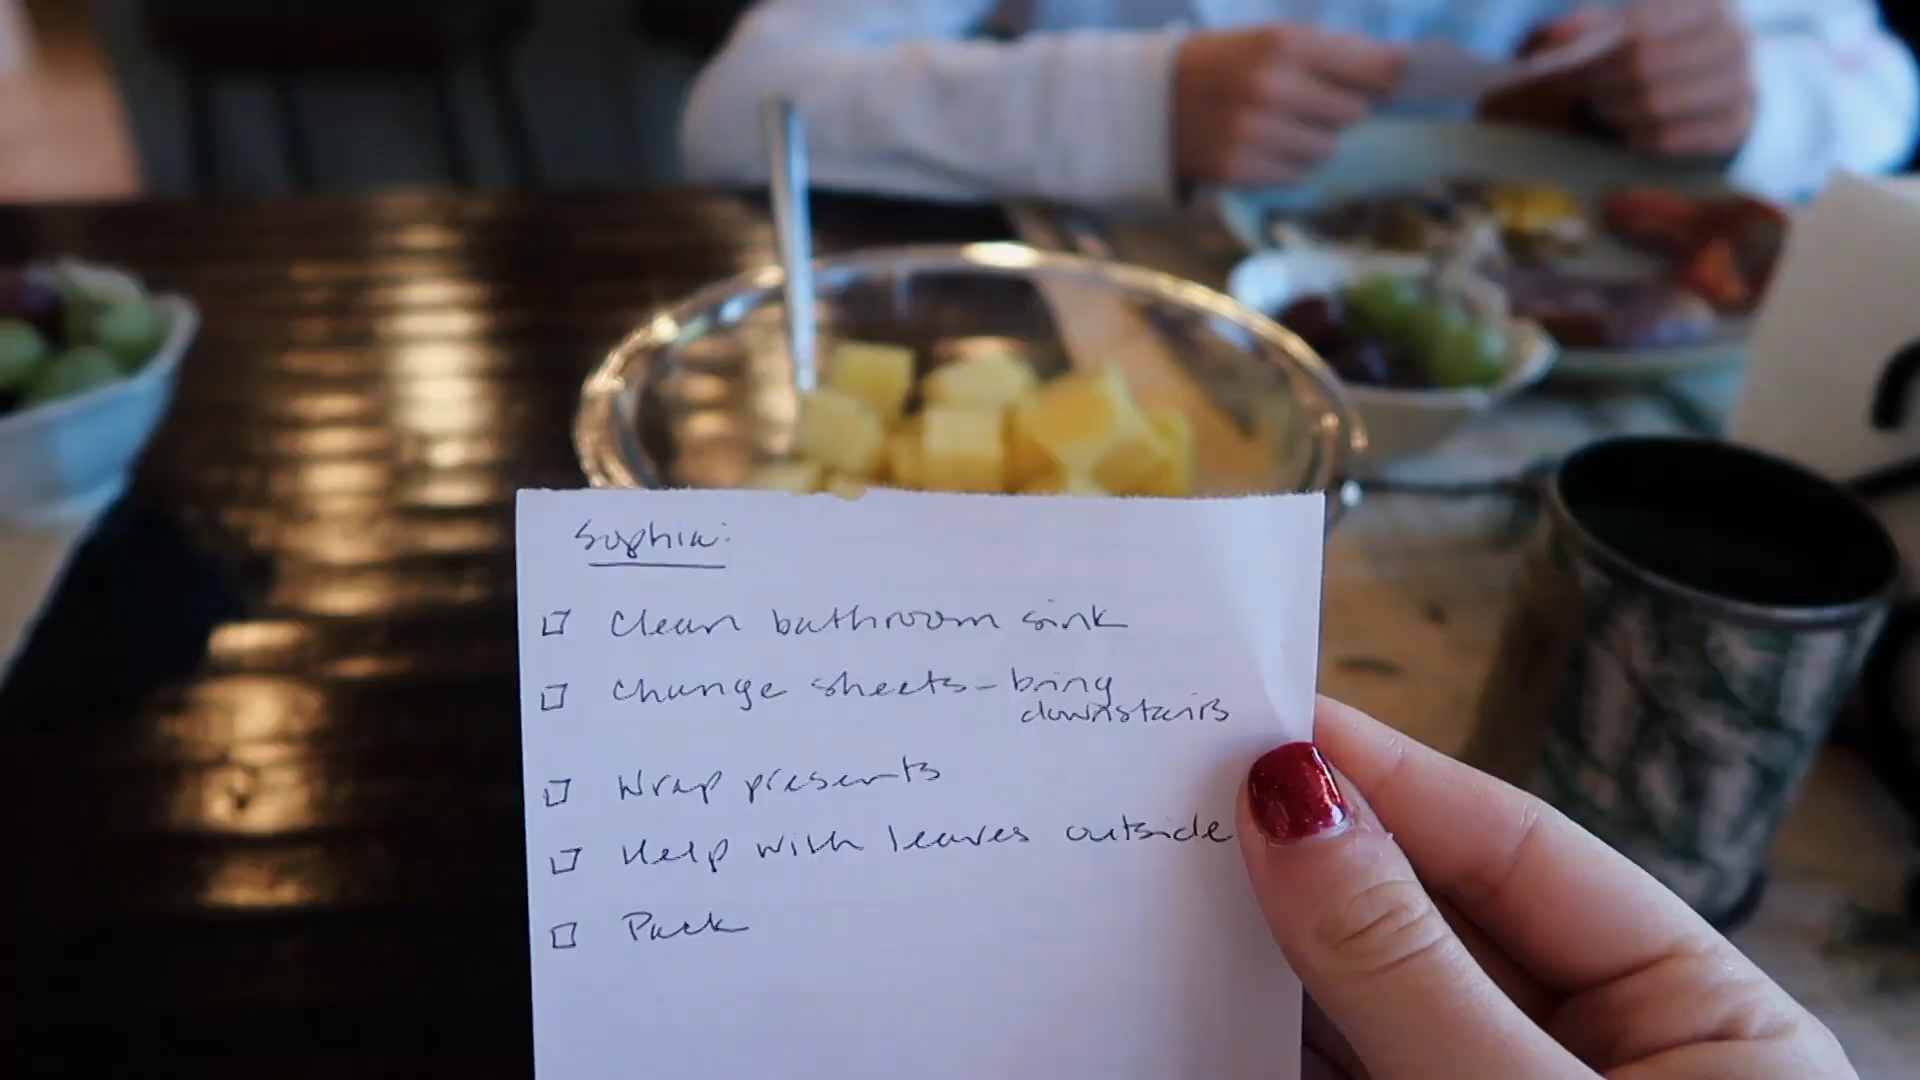 Sophia:
☐ Clean bathroom sink
☐ Change sheets - bring
downstairs
☐ Wrap presents
☐ Help with leaves outside
☐ Pack